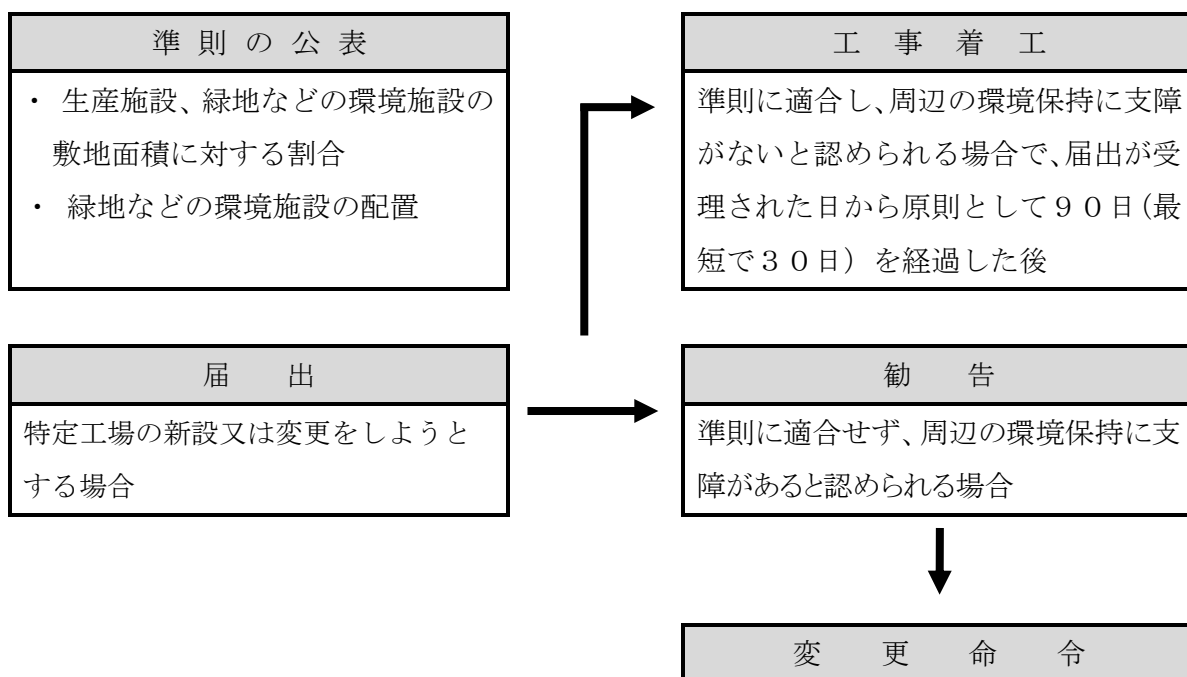 準則の公表
・ 生産施設、緑地などの環境施設の
敷地面積に対する割合
・ 緑地などの環境施設の配置
工事着工
準則に適合し、周辺の環境保持に支障
がないと認められる場合で、届出が受
理された日から原則として９０日（最
短で３０日）を経過した後
届出
特定工場の新設又は変更をしようと
する場合
勧告
準則に適合せず、周辺の環境保持に支
障があると認められる場合
変更命令